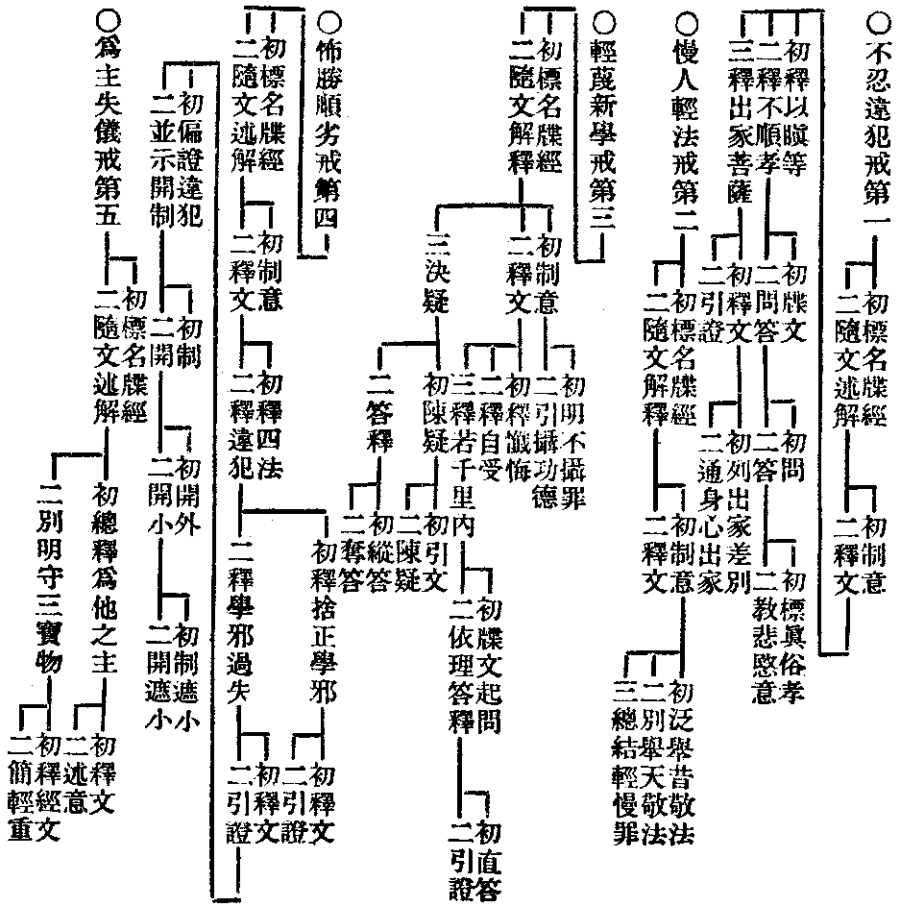 ○不忍違犯戒第一
初標名牒經
二隨文述解
初制意
二釋文
初釋以瞋等
二釋不順孝
三釋出家菩薩
初牒文
二問答
初問
二答
初標眞俗孝
二教悲愍意
初釋文
二引證
初列出家差別
二通身心出家
○慢人輕法戒第二
初標名牒經
二隨文解釋
初制意
二釋文
初泛舉昔敬法
二別舉天敬法
三總結輕慢罪
○輕蔑新學戒第三
初標名牒經
二隨文解釋
初制意
二釋文
三決疑
初明不攝罪
二引攝功德
初釋懺悔
二釋自受
三釋若千里內
初牒文起問
二依理答釋
初直答
二引證
初陳疑
二答釋
初引文
二陳疑
初縱答
二奪答
○怖勝順劣戒第四
初標名牒經
二隨文述解
初制意
二釋文
初釋四法
二釋違犯
初釋捨正學邪
二釋學邪過失
初釋文
二引證
初釋文
二引證
初偏證違犯
二並示開制
初制
二開
初開外
二開小
初制遮小
二開遮小
○爲主失儀戒第五
初標名牒經
二隨文述解
初總釋爲他之主
二別明守三寶物
初釋文
二述意
初釋經文
二簡輕重